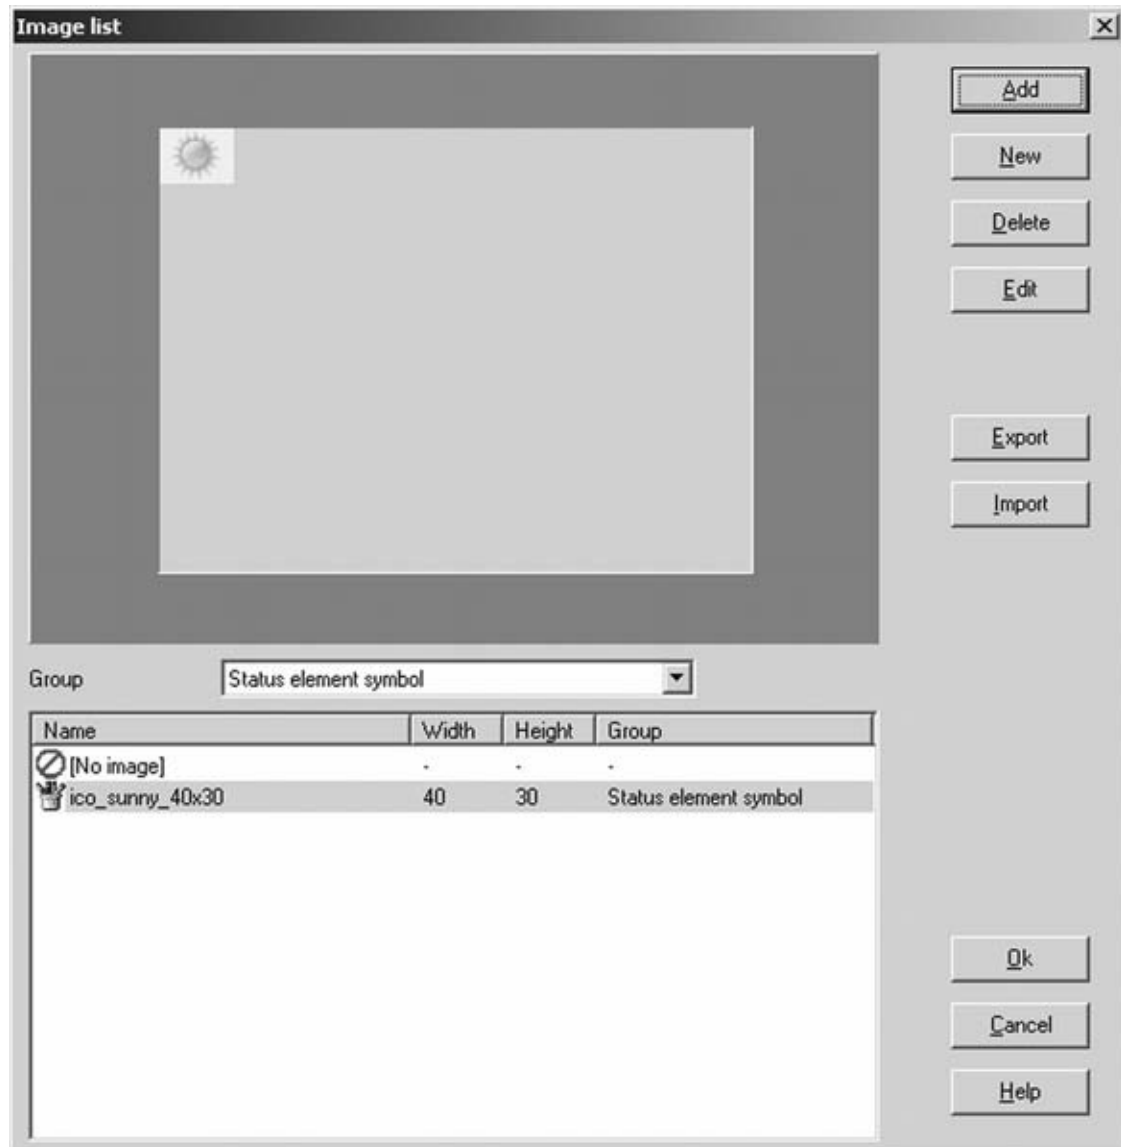 Image list
Add
New
Delete
Edit
Export
Import
Group Status element symbol
Name Width Height Group
[No image] - - -
ico_sunny_40x30 40 30 Status element symbol
Ok
Cancel
Help